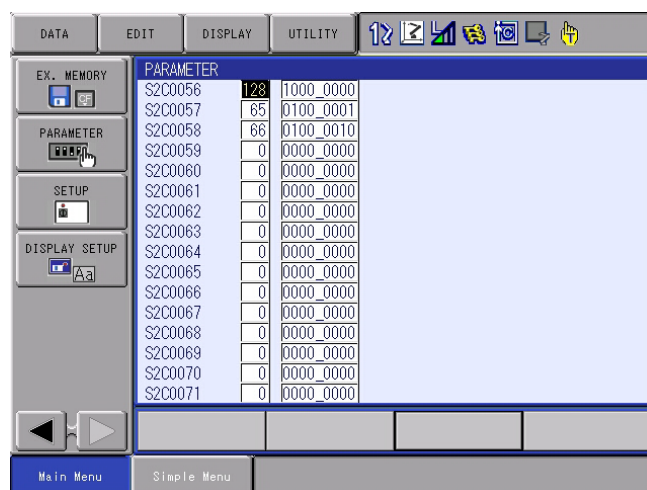 DATA EDIT DISPLAY UTILITY
EX. MEMORY
CF
PARAMETER
SETUP
DISPLAY SETUP
Aa
PARAMETER
S2C0056 128 1000_0000
S2C0057 65 0100_0001
S2C0058 66 0100_0010
S2C0059 0 0000_0000
S2C0060 0 0000_0000
S2C0061 0 0000_0000
S2C0062 0 0000_0000
S2C0063 0 0000_0000
S2C0064 0 0000_0000
S2C0065 0 0000_0000
S2C0066 0 0000_0000
S2C0067 0 0000_0000
S2C0068 0 0000_0000
S2C0069 0 0000_0000
S2C0070 0 0000_0000
S2C0071 0 0000_0000
Main Menu Simple Menu